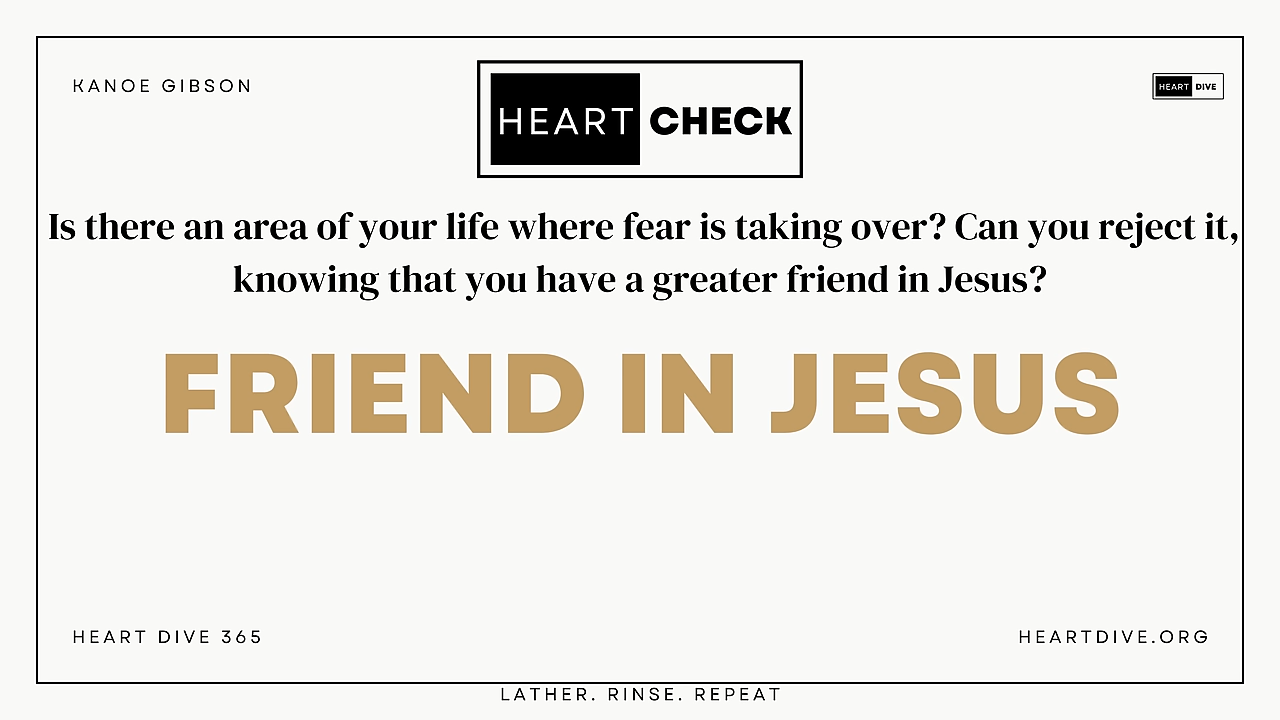 KANOE GIBSON
HEART CHECK
HEART DIVE
Is there an area of your life where fear is taking over? Can you reject it,
knowing that you have a greater friend in Jesus?
FRIEND IN JESUS
HEART DIVE 365
HEARTDIVE.ORG
LATHER. RINSE. REPEAT